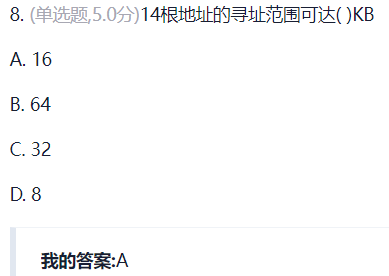 8. (单选题,5.0分)14根地址的寻址范围可达( )KB
A. 16
B. 64
C. 32
D. 8
我的答案:A